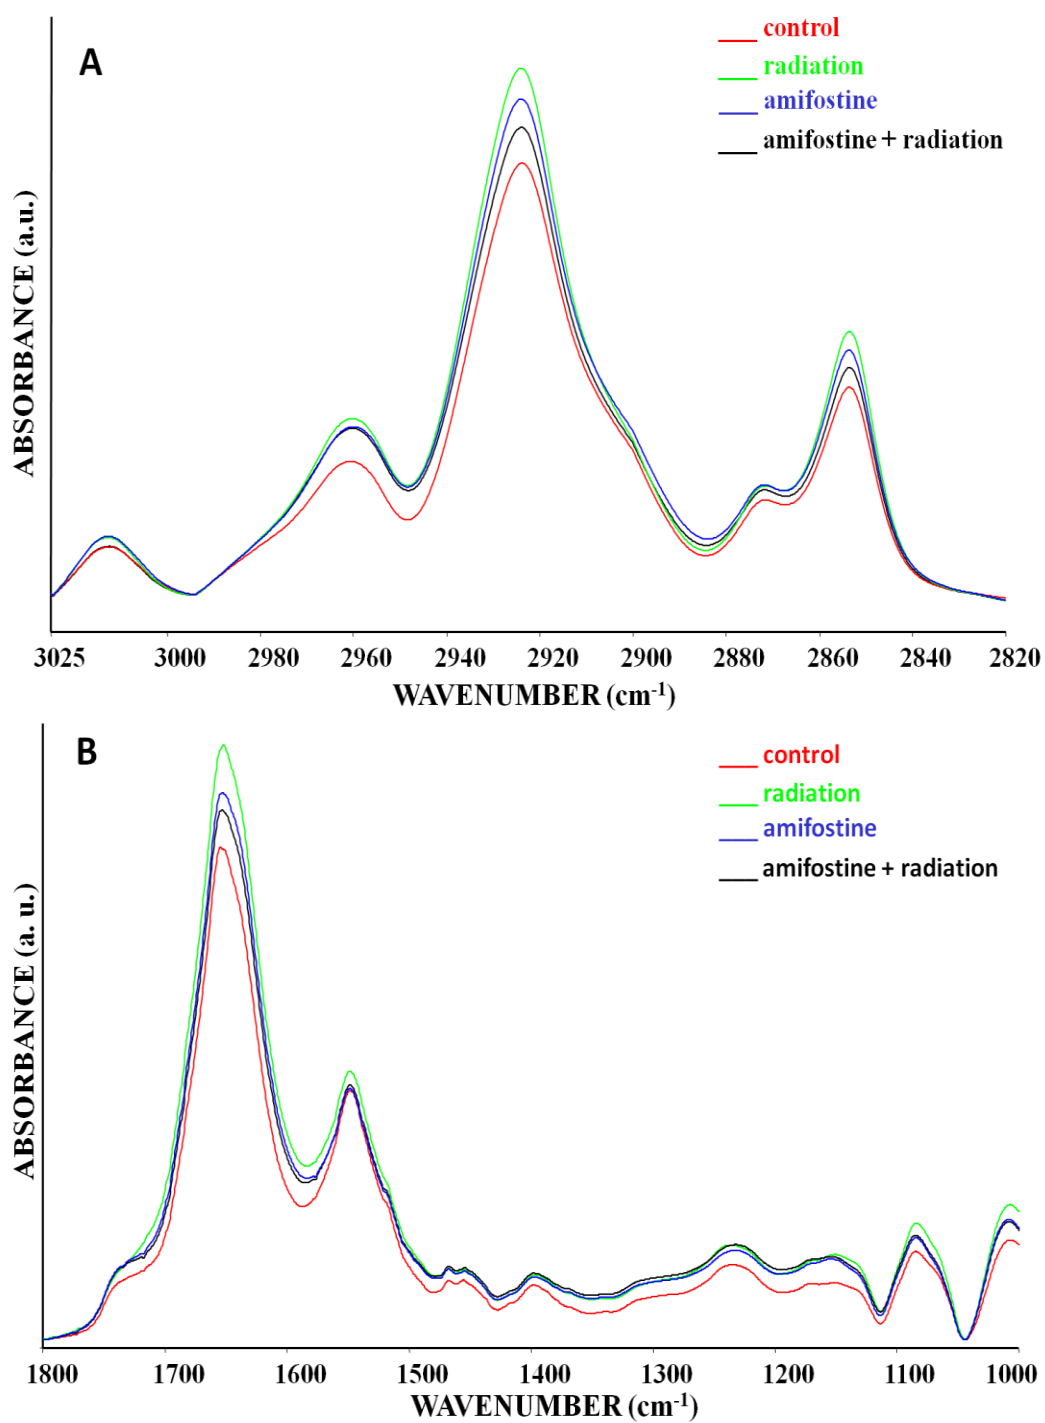 A
control
radiation
amifostine
amifostine + radiation
ABSORBANCE (a.u.)
3025 3000 2980 2960 2940 2920 2900 2880 2860 2840 2820
WAVENUMBER (cm-1)
B
control
radiation
amifostine
amifostine + radiation
ABSORBANCE (a. u.)
1800 1700 1600 1500 1400 1300 1200 1100 1000
WAVENUMBER (cm-1)